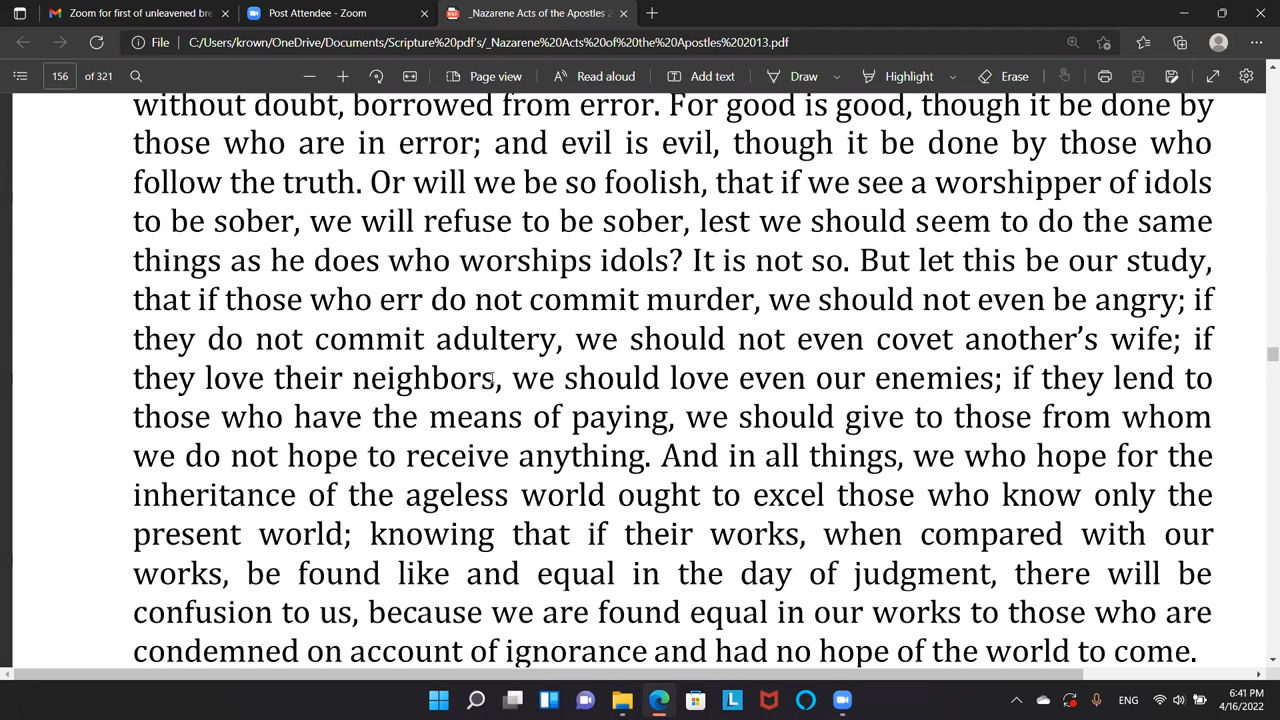 Zoom for first of unleavened bre
Post Attendee - Zoom
_Nazarene Acts of the Apostles 2
File
C:/Users/krown/OneDrive/Documents/Scripture%20pdf's/_Nazarene%20Acts%20of%20the%20Apostles%202013.pdf
156 of 321
Page view
Read aloud
Add text
Draw
Highlight
Erase
without doubt, borrowed from error. For good is good, though it be done by
those who are in error; and evil is evil, though it be done by those who
follow the truth. Or will we be so foolish, that if we see a worshipper of idols
to be sober, we will refuse to be sober, lest we should seem to do the same
things as he does who worships idols? It is not so. But let this be our study,
that if those who err do not commit murder, we should not even be angry; if
they do not commit adultery, we should not even covet another’s wife; if
they love their neighbors, we should love even our enemies; if they lend to
those who have the means of paying, we should give to those from whom
we do not hope to receive anything. And in all things, we who hope for the
inheritance of the ageless world ought to excel those who know only the
present world; knowing that if their works, when compared with our
works, be found like and equal in the day of judgment, there will be
confusion to us, because we are found equal in our works to those who are
condemned on account of ignorance and had no hope of the world to come.
ENG
6:41 PM
4/16/2022